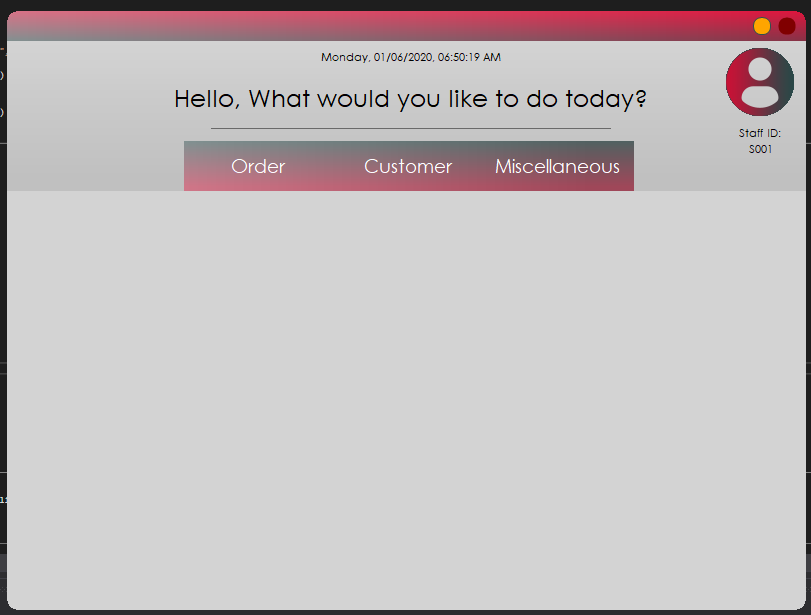 Monday, 01/06/2020, 06:50:19 AM
Hello, What would you like to do today?
Staff ID:
S001
Order Customer Miscellaneous